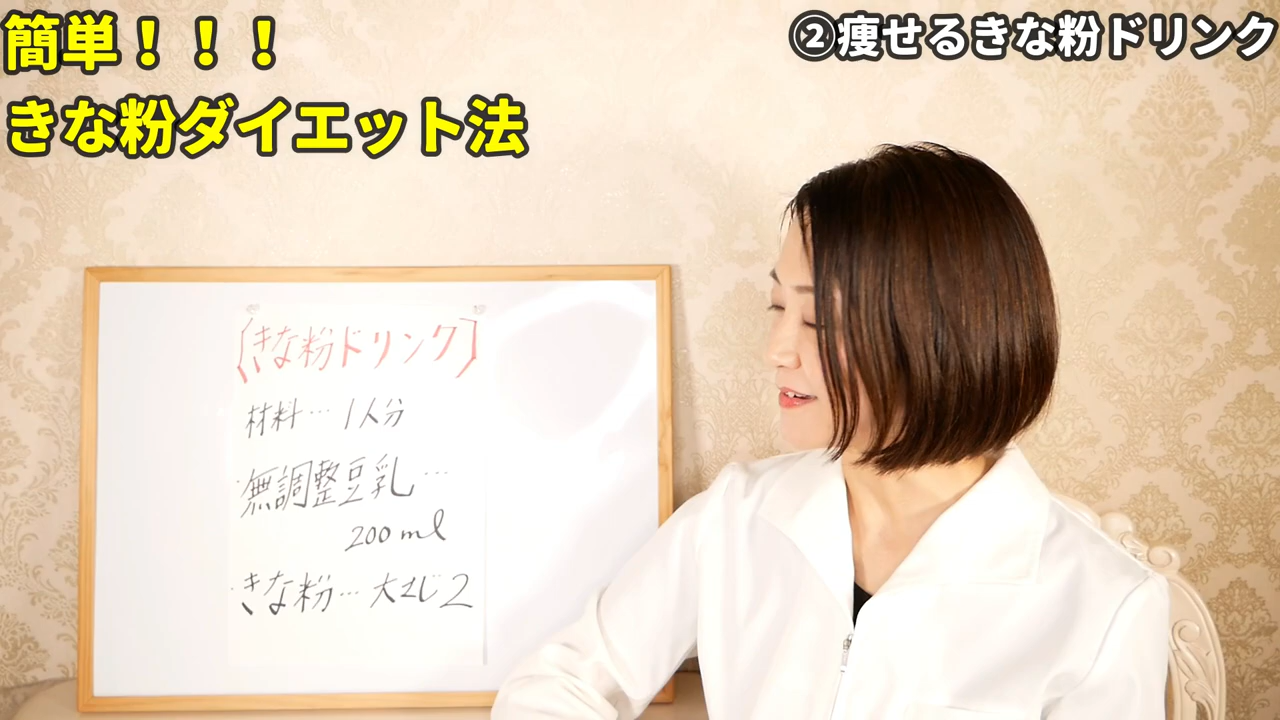 簡単！！！
きな粉ダイエット法
②痩せるきな粉ドリンク
[きな粉ドリンク]
材料…1人分
・無調整豆乳…
200ml
・きな粉…大さじ2